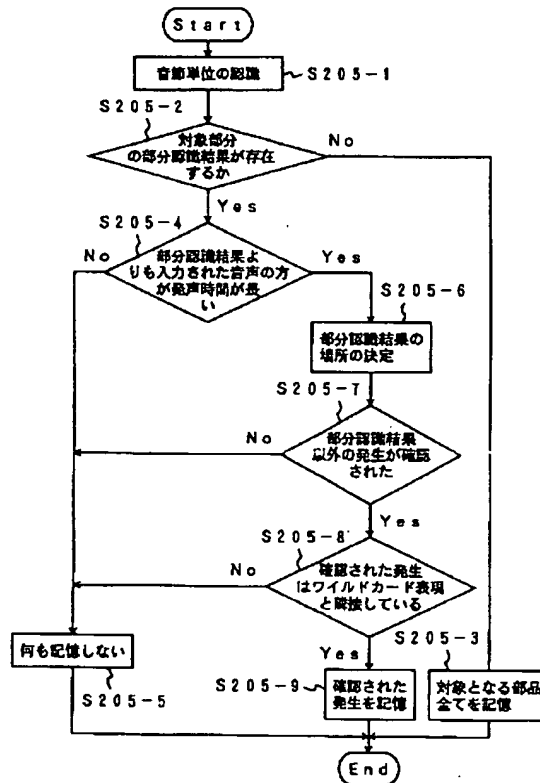 Start
音節単位の認識
S205-1
S205-2
対象部分
の部分認識結果が存在
するか
No
Yes
S205-4
部分認識結果よ
りも入力された音声の方
が発声時間が長
い
No
Yes
S205-6
部分認識結果の
場所の決定
S205-7
部分認識結果
以外の発生が確認
された
No
Yes
S205-8
確認された発生
はワイルドカード表現
と隣接している
No
Yes
S205-3
何も記憶しない
S205-5
S205-9
確認された
発生を記憶
対象となる部品
全てを記憶
End